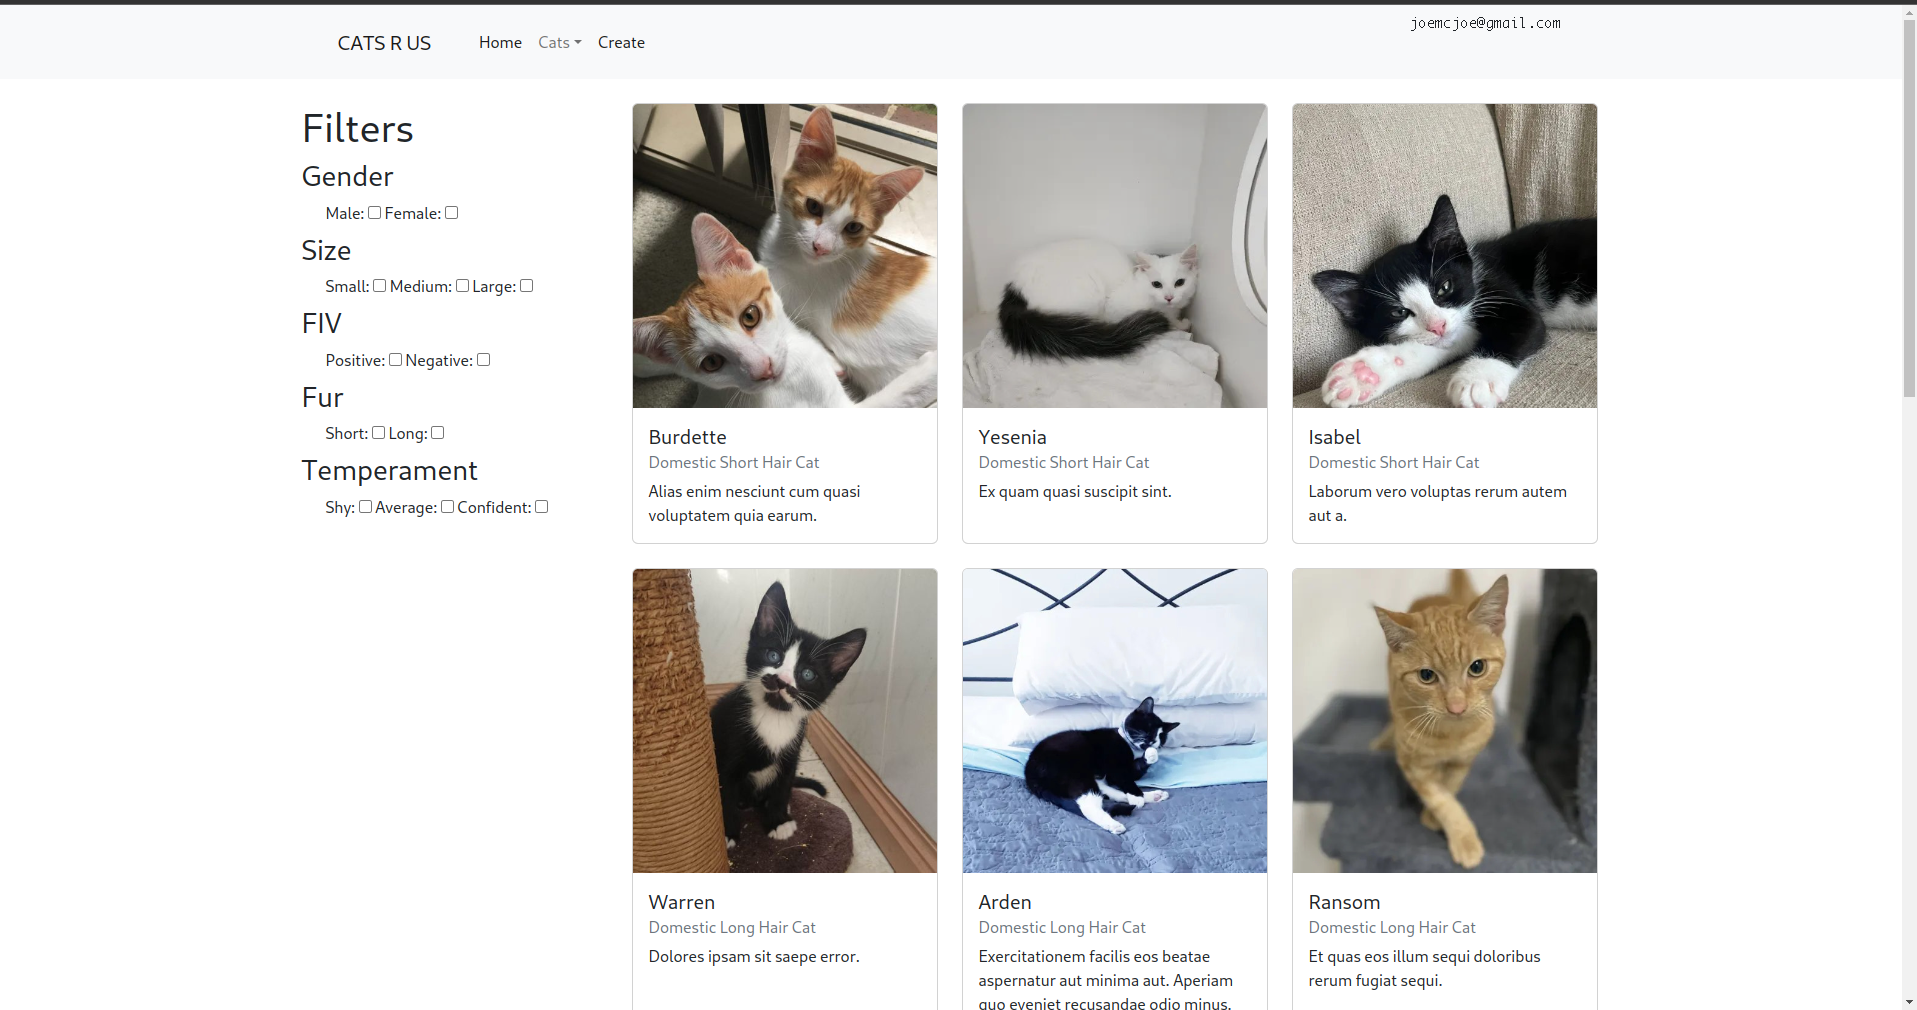 joemcjoe@gmail.com
CATS R US Home Cats Create
Filters
Gender
Male: Female:
Size
Small: Medium: Large:
FIV
Positive: Negative:
Fur
Short: Long:
Temperament
Shy: Average: Confident:
Burdette
Domestic Short Hair Cat
Alias enim nesciunt cum quasi
voluptatem quia earum.
Yesenia
Domestic Short Hair Cat
Ex quam quasi suscipit sint.
Isabel
Domestic Short Hair Cat
Laborum vero voluptas rerum autem
aut a.
Warren
Domestic Long Hair Cat
Dolores ipsam sit saepe error.
Arden
Domestic Long Hair Cat
Exercitationem facilis eos beatae
aspernatur aut minima aut. Aperiam
quo eveniet recusandae odio minus.
Ransom
Domestic Long Hair Cat
Et quas eos illum sequi doloribus
rerum fugiat sequi.